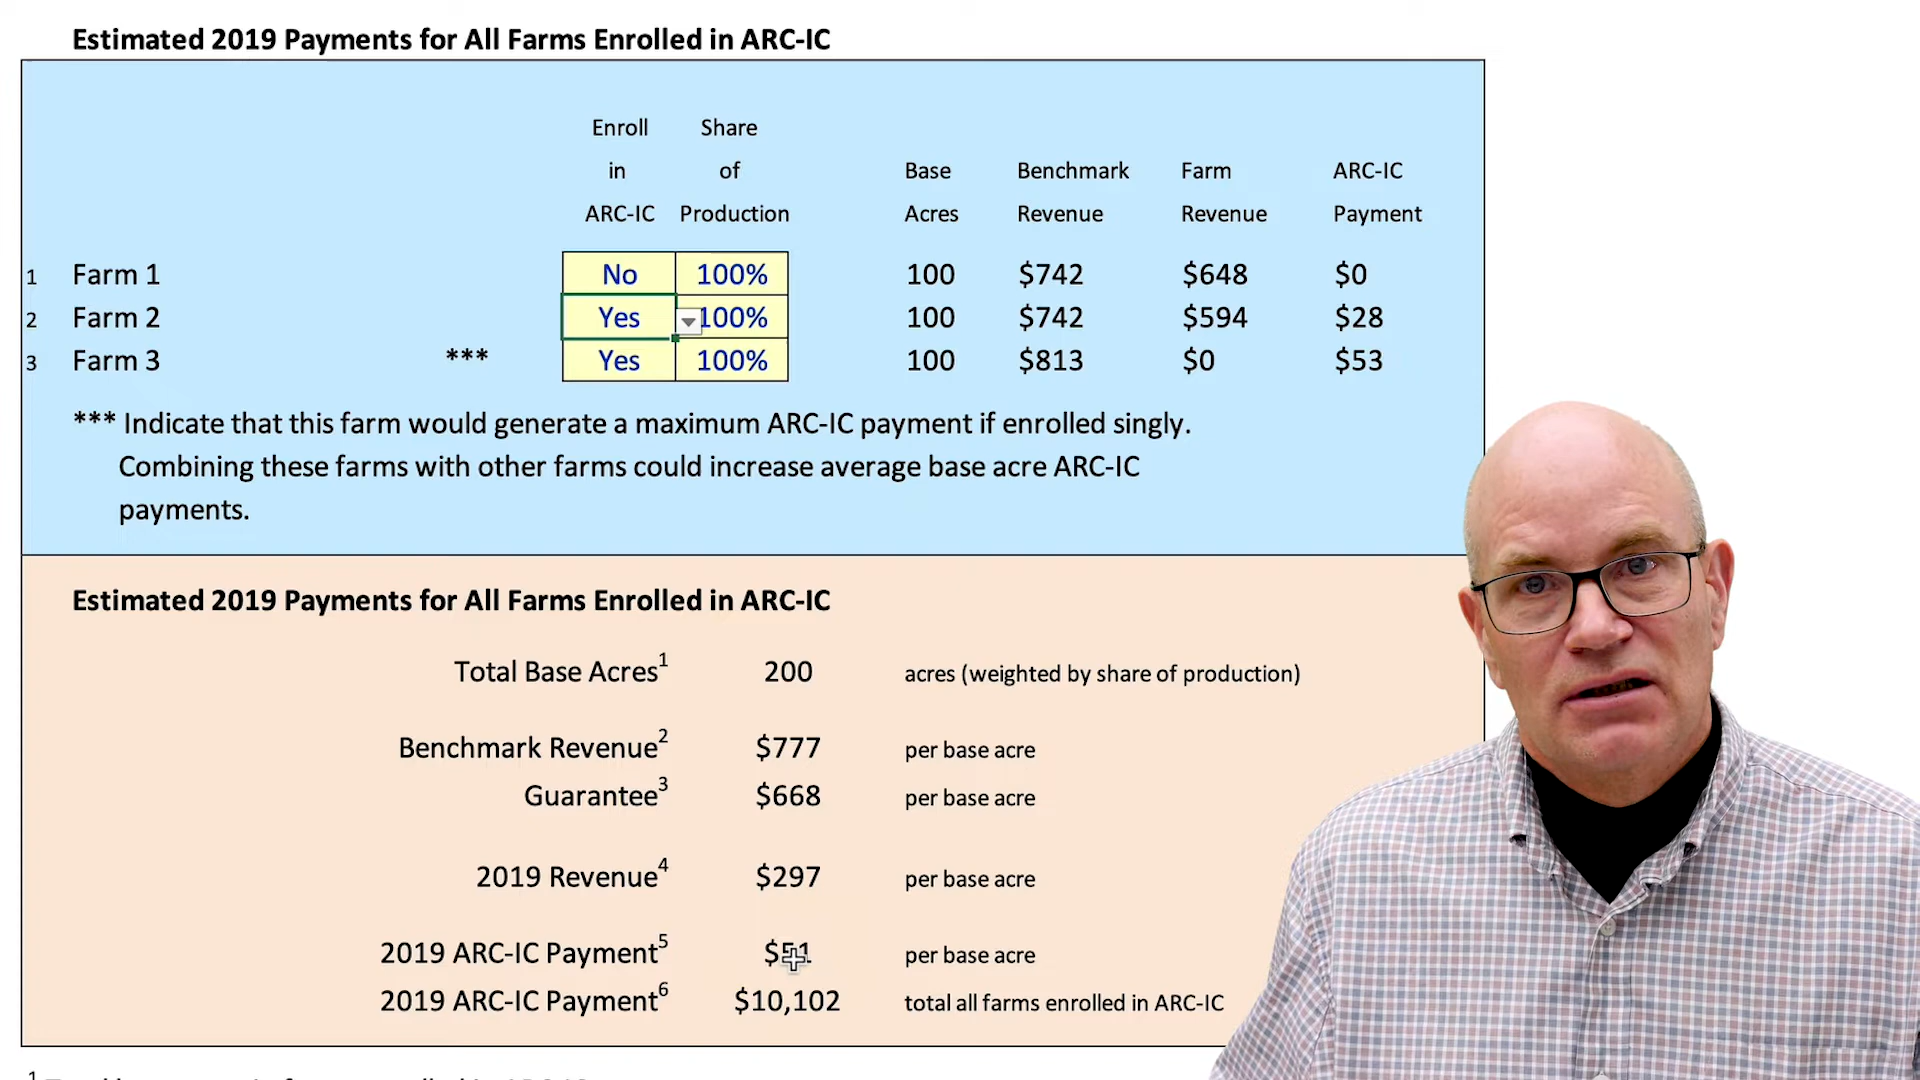 Estimated 2019 Payments for All Farms Enrolled in ARC-IC
Enroll Share
in of Base Benchmark Farm ARC-IC
ARC-IC Production Acres Revenue Revenue Payment
1 Farm 1 No 100% 100 $742 $648 $0
2 Farm 2 Yes 100% 100 $742 $594 $28
3 Farm 3 *** Yes 100% 100 $813 $0 $53
*** Indicate that this farm would generate a maximum ARC-IC payment if enrolled singly.
Combining these farms with other farms could increase average base acre ARC-IC
payments.
Estimated 2019 Payments for All Farms Enrolled in ARC-IC
Total Base Acres1 200 acres (weighted by share of production)
Benchmark Revenue2 $777 per base acre
Guarantee3 $668 per base acre
2019 Revenue4 $297 per base acre
2019 ARC-IC Payment5 $51 per base acre
2019 ARC-IC Payment6 $10,102 total all farms enrolled in ARC-IC
1